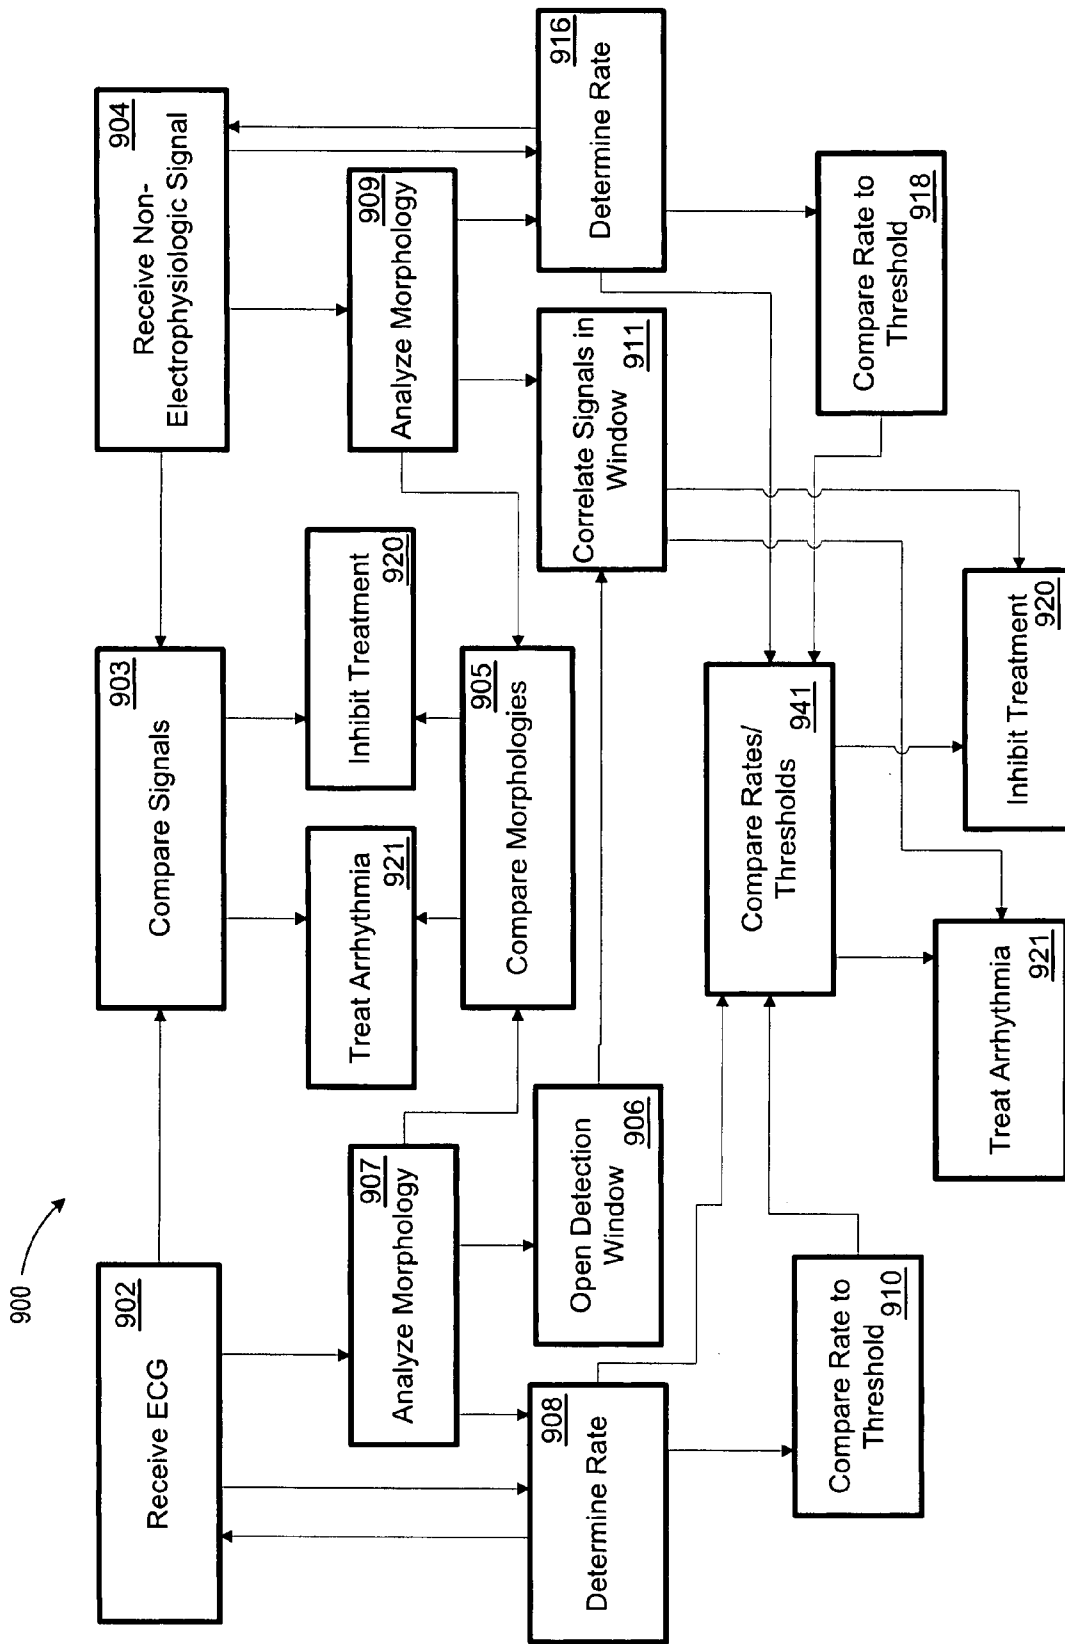 900
902
Receive ECG
903
Compare Signals
904
Receive Non-
Electrophysiologic Signal
907
Analyze Morphology
921
Treat Arrhythmia
920
Inhibit Treatment
909
Analyze Morphology
905
Compare Morphologies
908
Determine Rate
Open Detection
Window
906
Correlate Signals in
Window
911
916
Determine Rate
Compare Rate to
Threshold
910
Compare Rates/
Thresholds
941
Compare Rate to
Threshold
918
Treat Arrhythmia
921
Inhibit Treatment
920